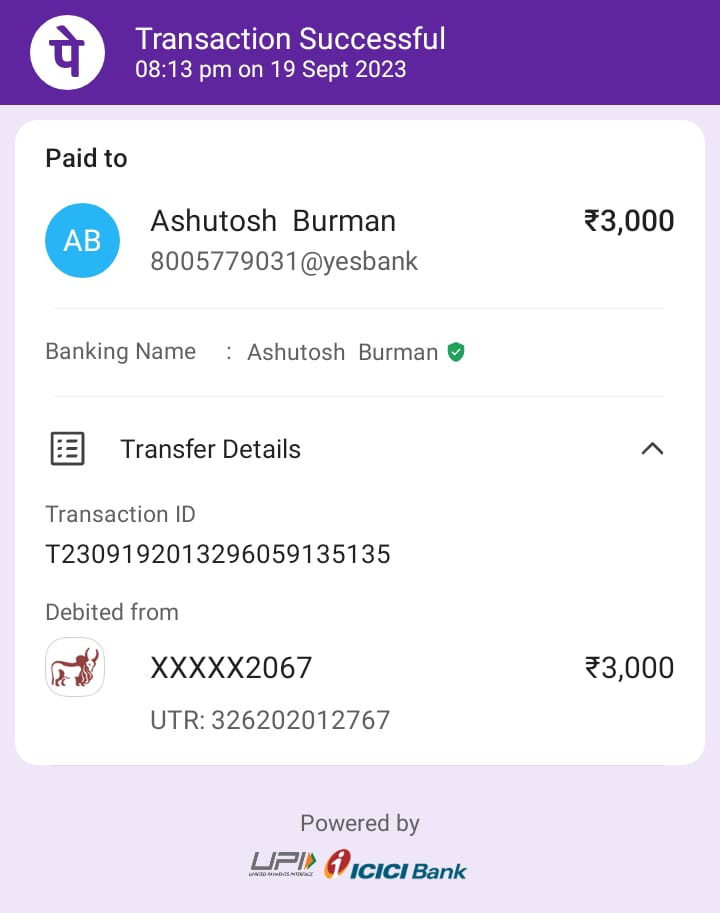 पे
Transaction Successful
08:13 pm on 19 Sept 2023
Paid to
AB
Ashutosh Burman
₹3,000
8005779031@yesbank
Banking Name : Ashutosh Burman
Transfer Details
Transaction ID
T2309192013296059135135
Debited from
XXXXX2067
₹3,000
UTR: 326202012767
Powered by
UPI
UNIFIED PAYMENTS INTERFACE
ICICI Bank